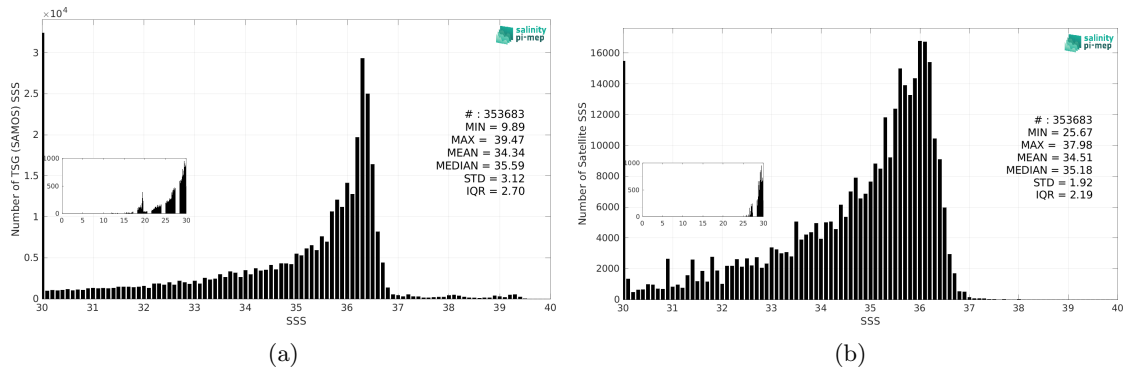 ×10⁴
salinity
pi-mep
Number of TSG (SAMOS) SSS
3
2.5
2
1.5
1
0.5
0
# : 353683
MIN = 9.89
MAX = 39.47
MEAN = 34.34
MEDIAN = 35.59
STD = 3.12
IQR = 2.70
1000
500
0
0 5 10 15 20 25 30
30 31 32 33 34 35 36 37 38 39 40
SSS
(a)
salinity
pi-mep
Number of Satellite SSS
16000
14000
12000
10000
8000
6000
4000
2000
0
# : 353683
MIN = 25.67
MAX = 37.98
MEAN = 34.51
MEDIAN = 35.18
STD = 1.92
IQR = 2.19
1000
500
0
0 5 10 15 20 25 30
30 31 32 33 34 35 36 37 38 39 40
SSS
(b)